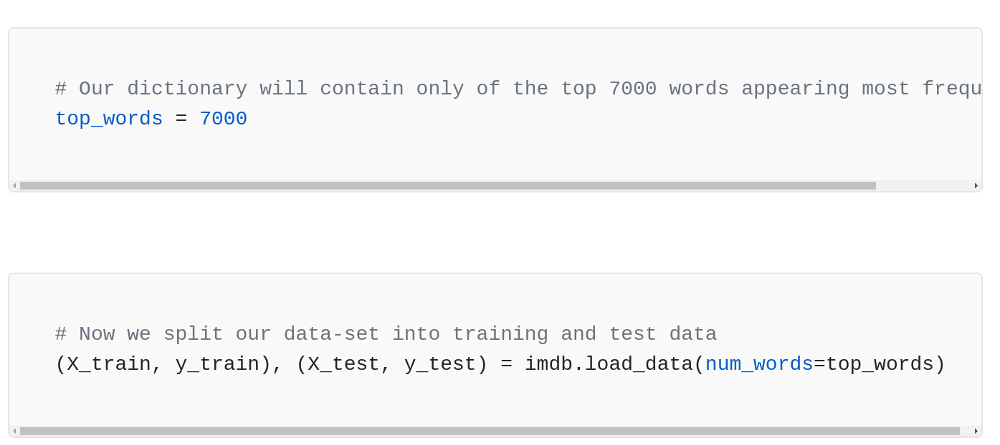 # Our dictionary will contain only of the top 7000 words appearing most
top_words = 7000
# Now we split our data-set into training and test data
(X_train, y_train), (X_test, y_test) = imdb.load_data(num_words=top_words)